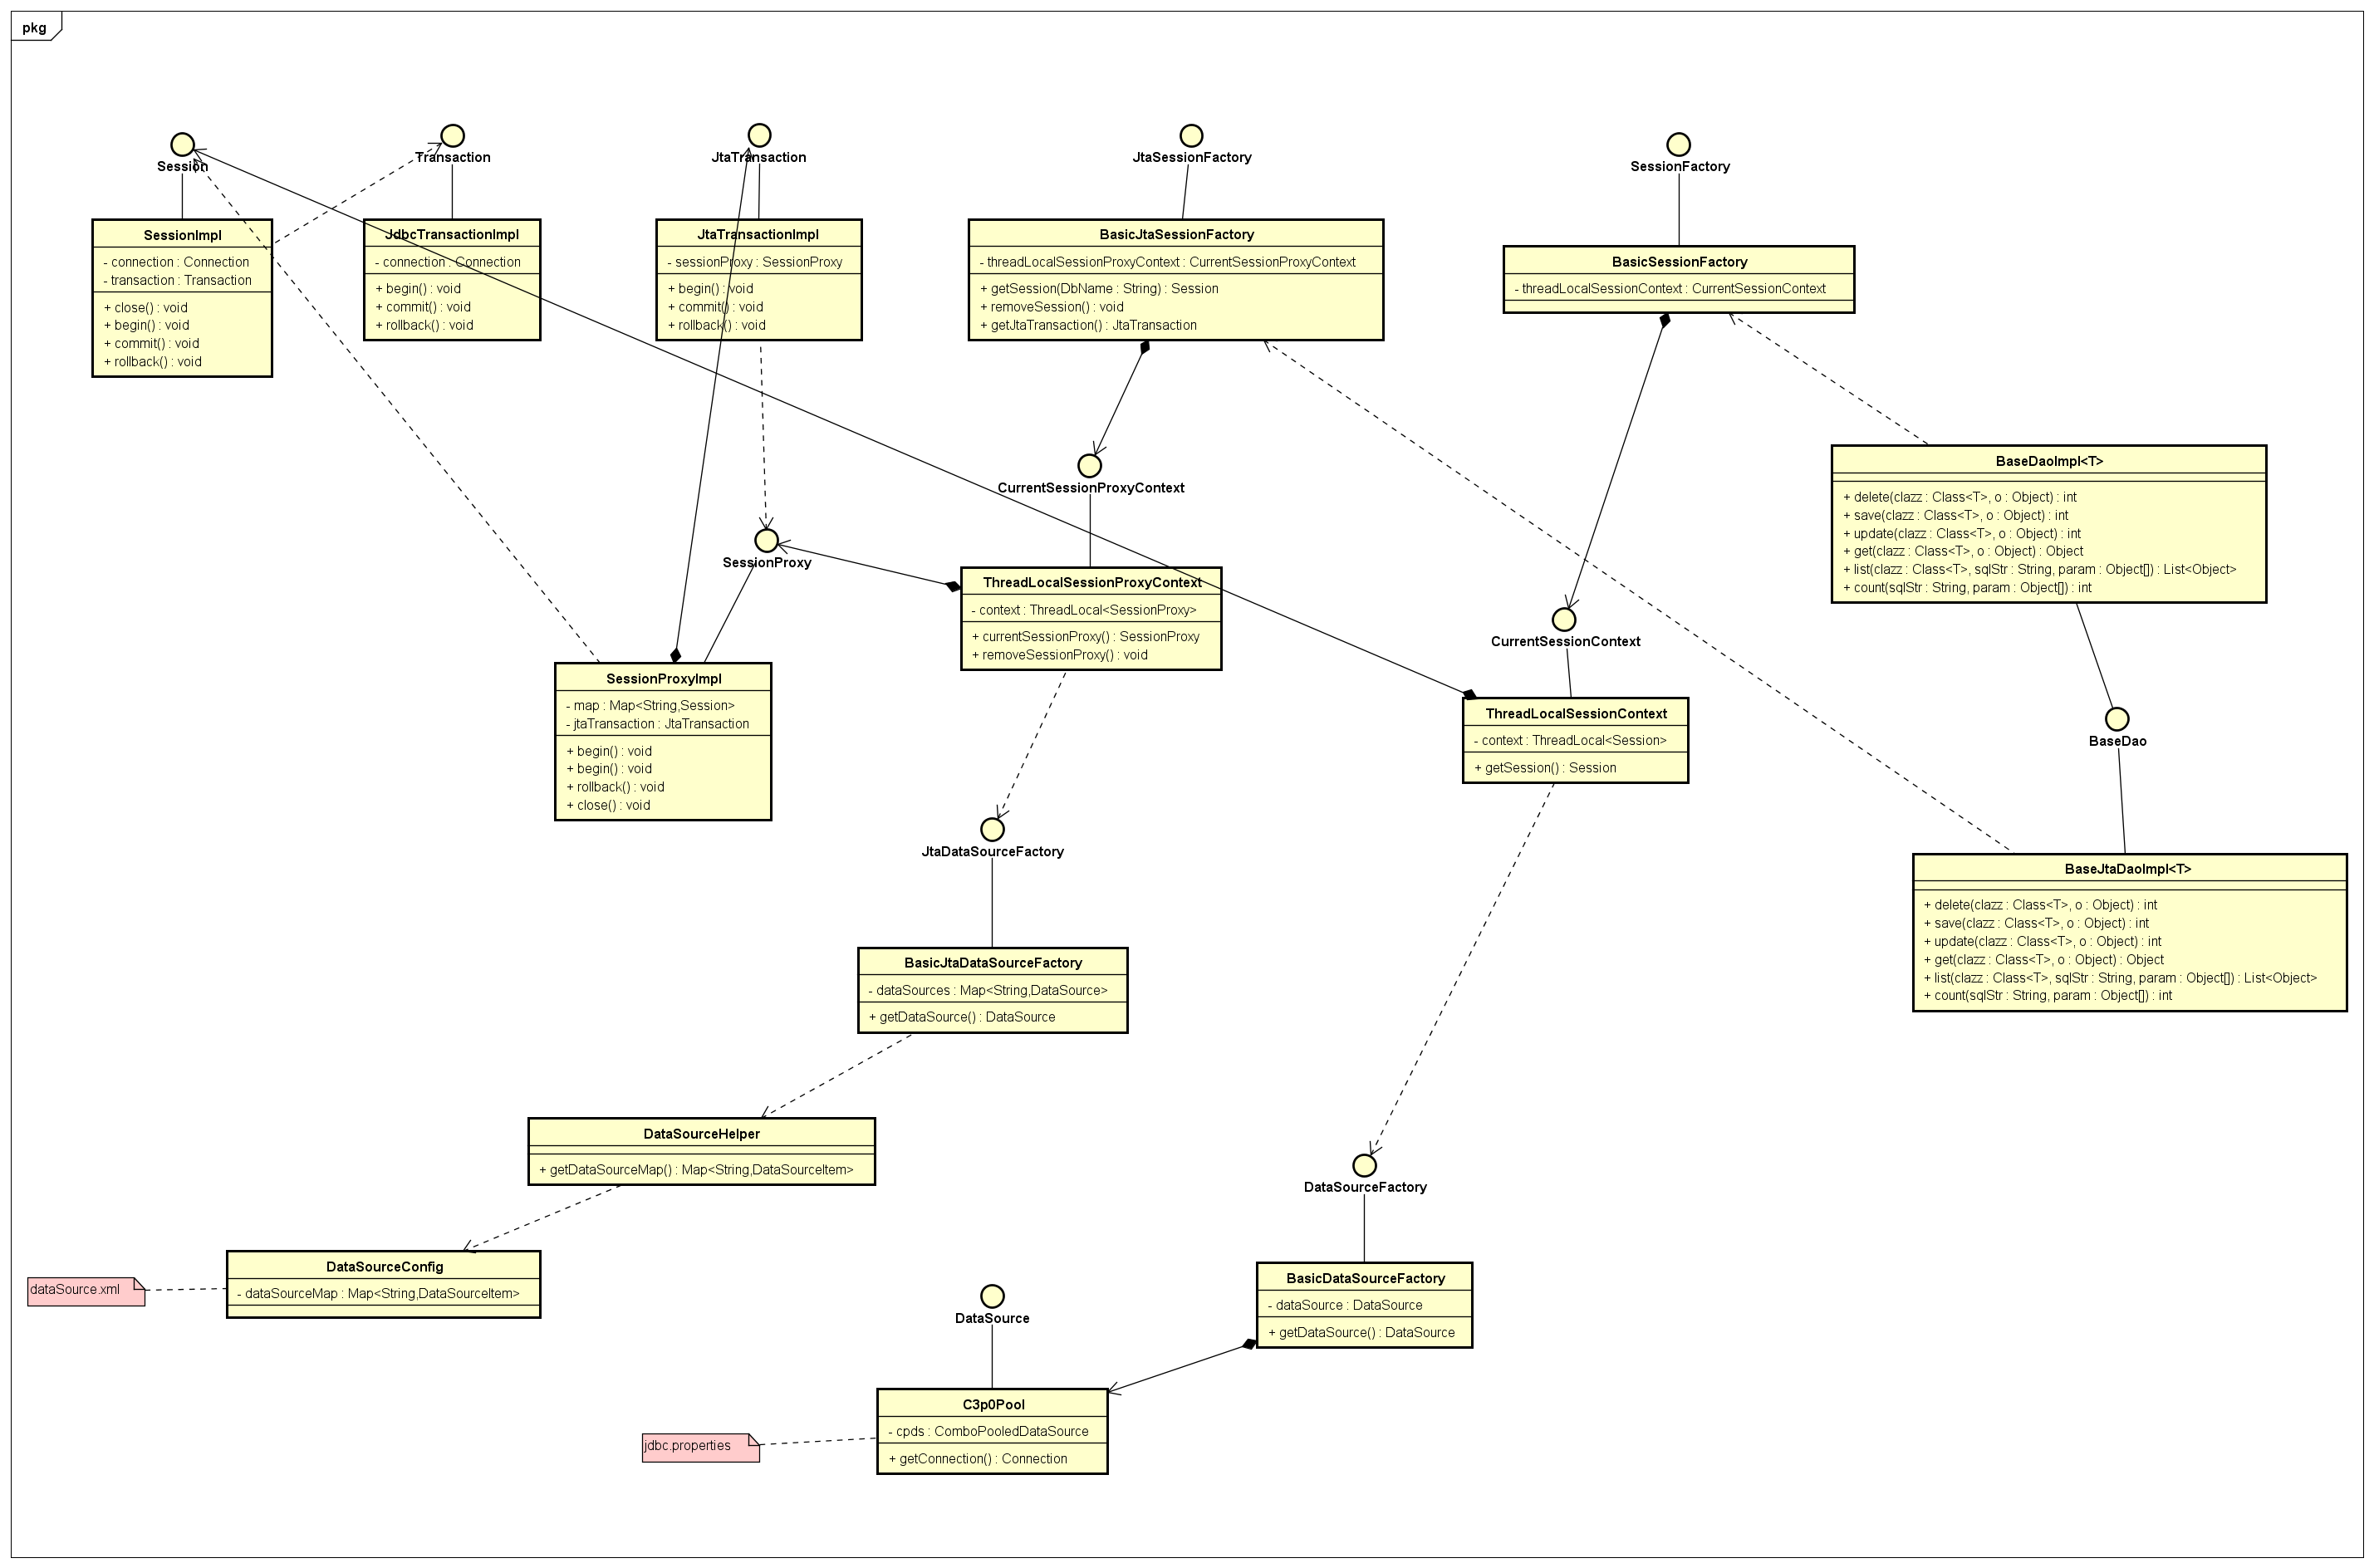 pkg
Session
Transaction
JtaTransaction
JtaSessionFactory
SessionFactory
SessionImpl
- connection : Connection
- transaction : Transaction
+ close() : void
+ begin() : void
+ commit() : void
+ rollback() : void
JdbcTransactionImpl
- connection : Connection
+ begin() : void
+ commit() : void
+ rollback() : void
JtaTransactionImpl
- sessionProxy : SessionProxy
+ begin() : void
+ commit() : void
+ rollback() : void
BasicJtaSessionFactory
- threadLocalSessionProxyContext : CurrentSessionProxyContext
+ getSession(DbName : String) : Session
+ removeSession() : void
+ getJtaTransaction() : JtaTransaction
BasicSessionFactory
- threadLocalSessionContext : CurrentSessionContext
BaseDaoImpl<T>
+ delete(clazz : Class<T>, o : Object) : int
+ save(clazz : Class<T>, o : Object) : int
+ update(clazz : Class<T>, o : Object) : int
+ get(clazz : Class<T>, o : Object) : Object
+ list(clazz : Class<T>, sqlStr : String, param : Object[]) : List<Object>
+ count(sqlStr : String, param : Object[]) : int
CurrentSessionProxyContext
SessionProxy
ThreadLocalSessionProxyContext
- context : ThreadLocal<SessionProxy>
+ currentSessionProxy() : SessionProxy
+ removeSessionProxy() : void
CurrentSessionContext
SessionProxyImpl
- map : Map<String,Session>
- jtaTransaction : JtaTransaction
+ begin() : void
+ begin() : void
+ rollback() : void
+ close() : void
ThreadLocalSessionContext
- context : ThreadLocal<Session>
+ getSession() : Session
BaseDao
JtaDataSourceFactory
BaseJtaDaoImpl<T>
+ delete(clazz : Class<T>, o : Object) : int
+ save(clazz : Class<T>, o : Object) : int
+ update(clazz : Class<T>, o : Object) : int
+ get(clazz : Class<T>, o : Object) : Object
+ list(clazz : Class<T>, sqlStr : String, param : Object[]) : List<Object>
+ count(sqlStr : String, param : Object[]) : int
BasicJtaDataSourceFactory
- dataSources : Map<String,DataSource>
+ getDataSource() : DataSource
DataSourceHelper
+ getDataSourceMap() : Map<String,DataSourceItem>
DataSourceFactory
DataSourceConfig
- dataSourceMap : Map<String,DataSourceItem>
dataSource.xml
BasicDataSourceFactory
- dataSource : DataSource
+ getDataSource() : DataSource
DataSource
C3p0Pool
- cpds : ComboPooledDataSource
+ getConnection() : Connection
jdbc.properties